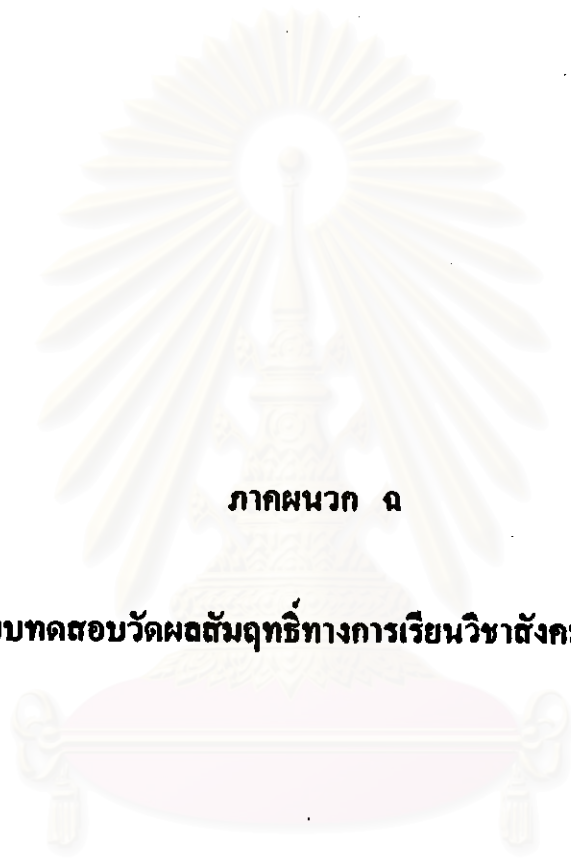 ภาคผนวก ฉ
บทดสอบวัดผลสัมฤทธิ์ทางการเรียนวิชาสังค